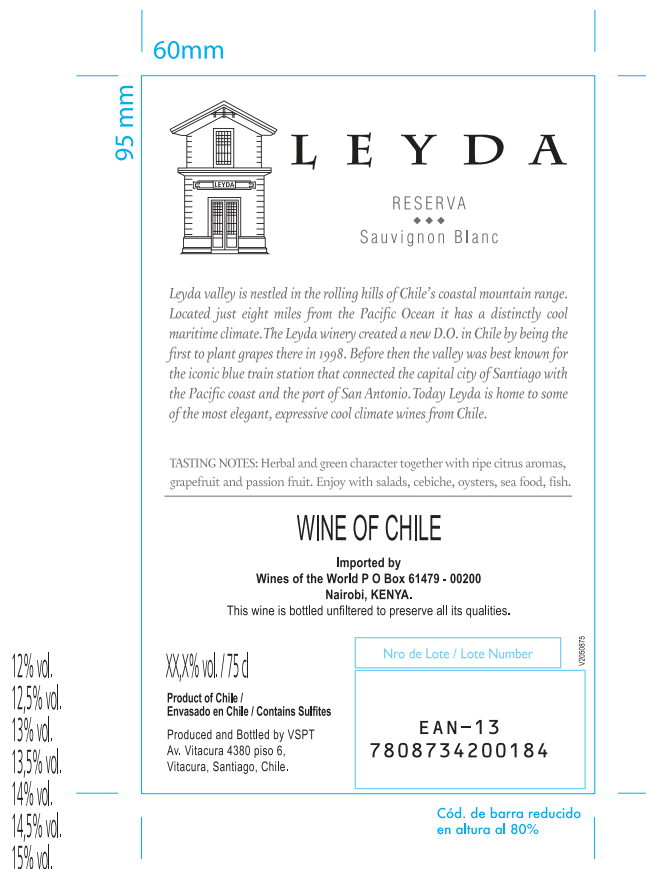 60mm
95 mm
LEYDA
LEYDA
RESERVA
Sauvignon Blanc
Leyda valley is nestled in the rolling hills of Chile's coastal mountain range.
Located just eight miles from the Pacific Ocean it has a distinctly cool
maritime climate.The Leyda winery created a new D.O. in Chile by being the
first to plant grapes there in 1998. Before then the valley was best known for
the iconic blue train station that connected the capital city of Santiago with
the Pacific coast and the port of San Antonio. Today Leyda is home to some
of the most elegant, expressive cool climate wines from Chile.
TASTING NOTES: Herbal and green character together with ripe citrus aromas,
grapefruit and passion fruit. Enjoy with salads, cebiche, oysters, sea food, fish.
WINE OF CHILE
Imported by
Wines of the World P O Box 61479 - 00200
Nairobi, KENYA.
This wine is bottled unfiltered to preserve all its qualities.
12% vol.
12,5% vol.
13% vol.
13,5% vol.
14% vol.
14,5% vol.
15% vol.
XX,X% vol. / 75 cl
Product of Chile /
Envasado en Chile / Contains Sulfites
Produced and Bottled by VSPT
Av. Vitacura 4380 piso 6,
Vitacura, Santiago, Chile.
Nro de Lote / Lote Number
V2050875
EAN-13
7808734200184
Cód. de barra reducido
en altura al 80%